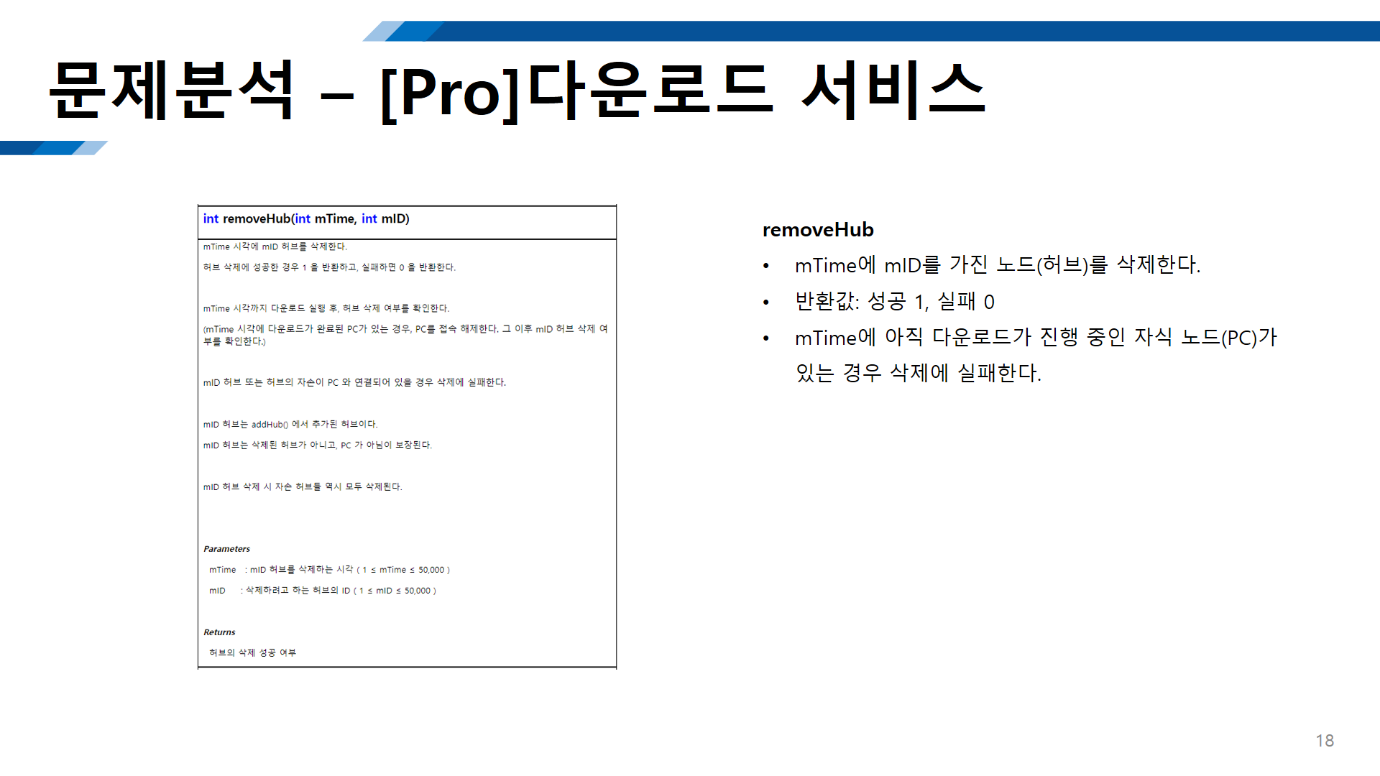 문제분석 – [Pro]다운로드 서비스
int removeHub(int mTime, int mID)
mTime 시각에 mID 허브를 삭제한다.
허브 삭제에 성공한 경우 1 을 반환하고, 실패하면 0 을 반환한다.
mTime 시각까지 다운로드 실행 후, 허브 삭제 여부를 확인한다.
(mTime 시각에 다운로드가 완료된 PC가 있는 경우, PC를 접속 해제한다. 그 이후 mID 허브 삭제 여
부를 확인한다.)
mID 허브 또는 허브의 자손이 PC 와 연결되어 있을 경우 삭제에 실패한다.
mID 허브는 addHub() 에서 추가된 허브이다.
mID 허브는 삭제된 허브가 아니고, PC 가 아님이 보장된다.
mID 허브 삭제 시 자손 허브들 역시 모두 삭제된다.
Parameters
mTime : mID 허브를 삭제하는 시각 ( 1 ≤ mTime ≤ 50,000 )
mID : 삭제하려고 하는 허브의 ID ( 1 ≤ mID ≤ 50,000 )
Returns
허브의 삭제 성공 여부
removeHub
• mTime에 mID를 가진 노드(허브)를 삭제한다.
• 반환값: 성공 1, 실패 0
• mTime에 아직 다운로드가 진행 중인 자식 노드(PC)가
있는 경우 삭제에 실패한다.
18